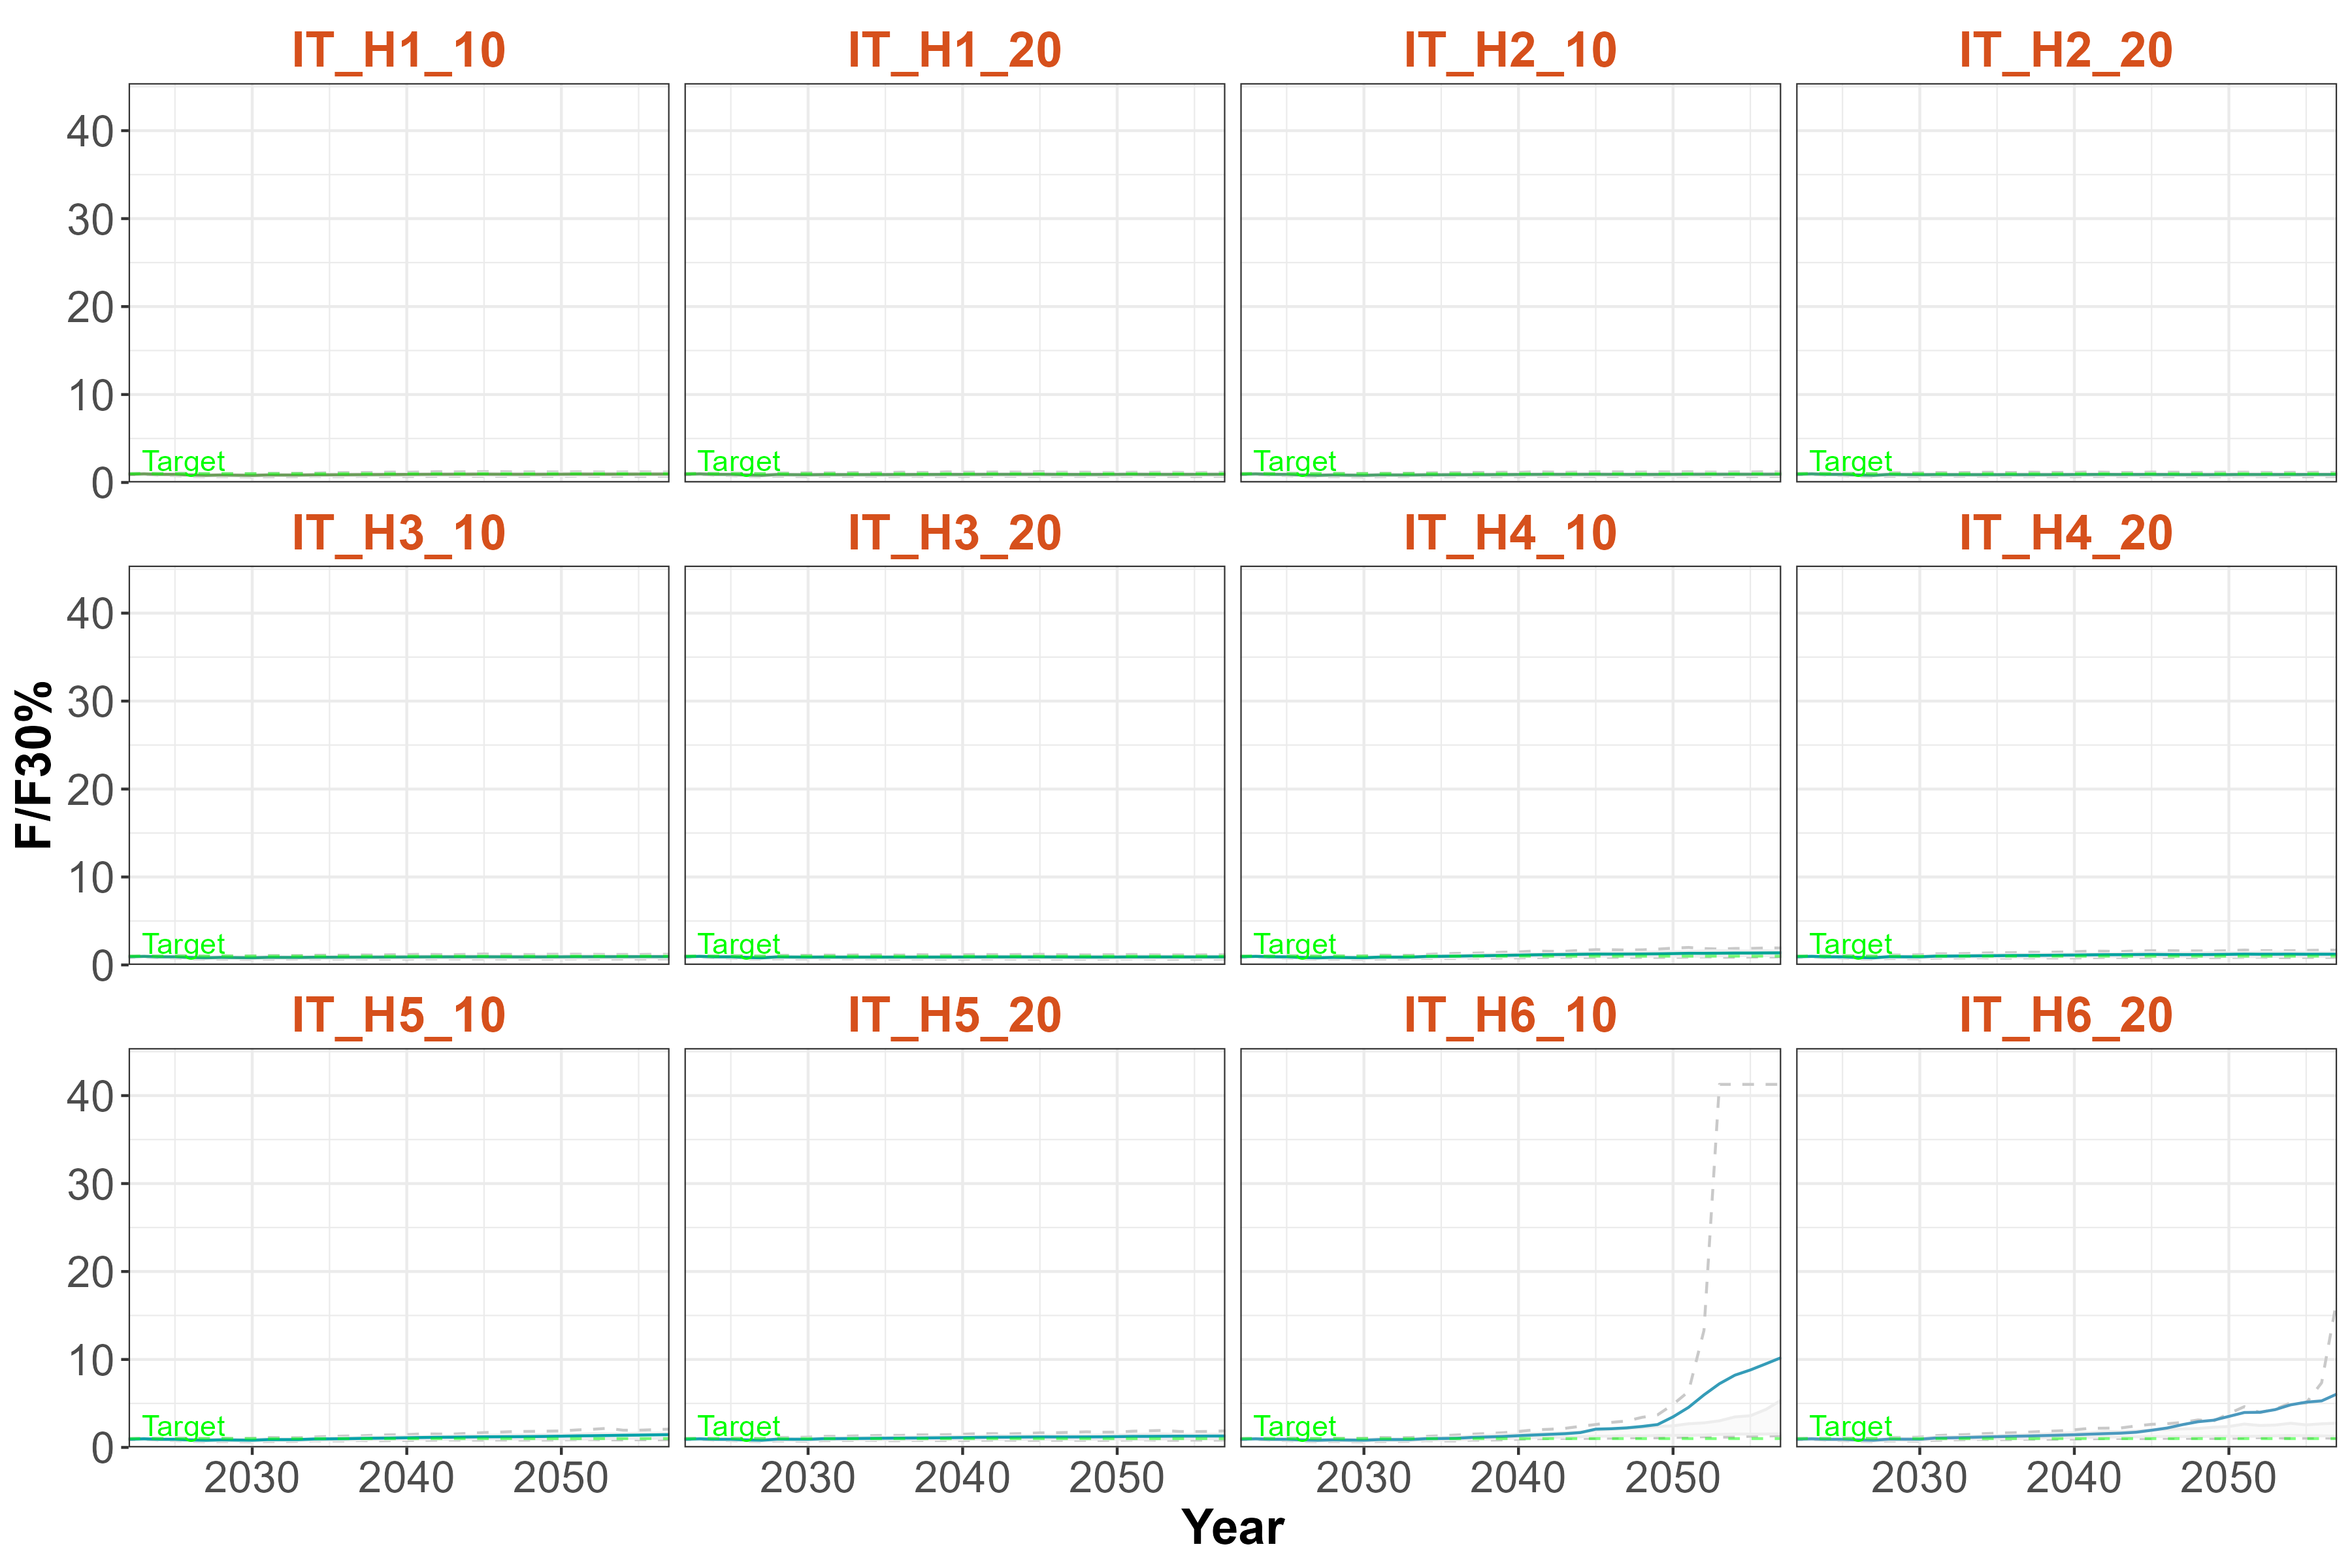 IT_H1_10 IT_H1_20 IT_H2_10 IT_H2_20
40
30
20
10
0
Target Target Target Target
IT_H3_10 IT_H3_20 IT_H4_10 IT_H4_20
40
30
20
10
0
Target Target Target Target
F/F30%
IT_H5_10 IT_H5_20 IT_H6_10 IT_H6_20
40
30
20
10
0
Target Target Target Target
2030 2040 2050 2030 2040 2050 2030 2040 2050 2030 2040 2050
Year